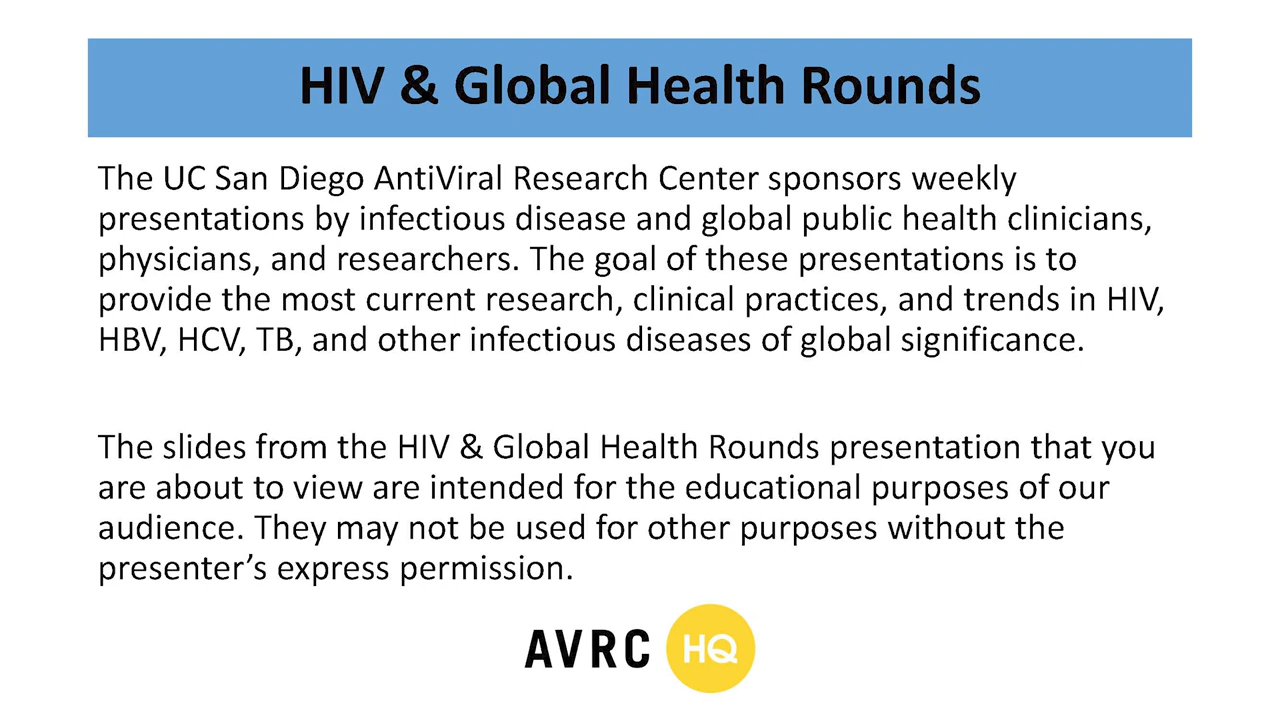 HIV & Global Health Rounds
The UC San Diego AntiViral Research Center sponsors weekly
presentations by infectious disease and global public health clinicians,
physicians, and researchers. The goal of these presentations is to
provide the most current research, clinical practices, and trends in HIV,
HBV, HCV, TB, and other infectious diseases of global significance.
The slides from the HIV & Global Health Rounds presentation that you
are about to view are intended for the educational purposes of our
audience. They may not be used for other purposes without the
presenter’s express permission.
AVRC HQ